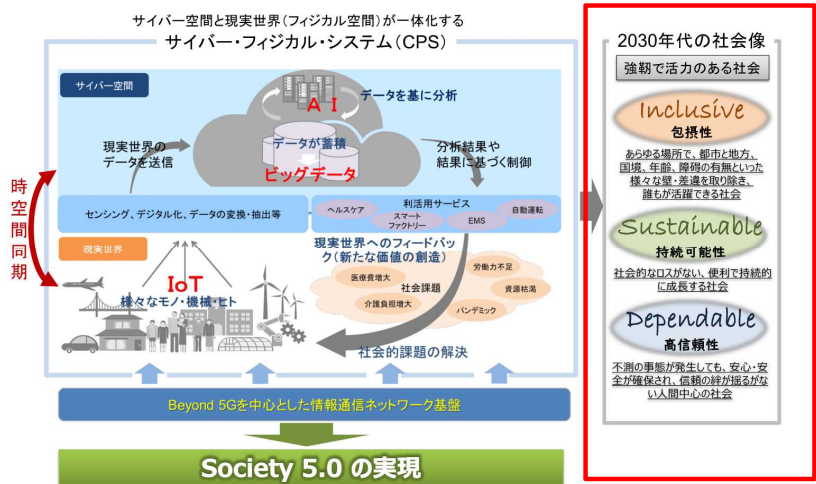 サイバー空間と現実世界(フィジカル空間)が一体化する
サイバー・フィジカル・システム(CPS)
サイバー空間
AI
データを基に分析
現実世界の
データを送信
データが蓄積
ビッグデータ
分析結果や
結果に基づく制御
時空間同期
センシング、デジタル化、データの変換・抽出等
利活用サービス
ヘルスケア
スマート
ファクトリー
EMS
自動運転
現実世界
現実世界へのフィードバッ
ク(新たな価値の創造)
IoT
様々なモノ・機械・ヒト
医療費増大
社会課題
労働力不足
資源枯渇
介護負担増大
パンデミック
社会的課題の解決
Beyond 5Gを中心とした情報通信ネットワーク基盤
Society 5.0 の実現
2030年代の社会像
強靭で活力のある社会
Inclusive
包摂性
あらゆる場所で、都市と地方、
国境、年齢、障碍の有無といった
様々な壁・差違を取り除き、
誰もが活躍できる社会
Sustainable
持続可能性
社会的なロスがない、便利で持続的
に成長する社会
Dependable
高信頼性
不測の事態が発生しても、安心・安
全が確保され、信頼の絆が揺るがな
い人間中心の社会